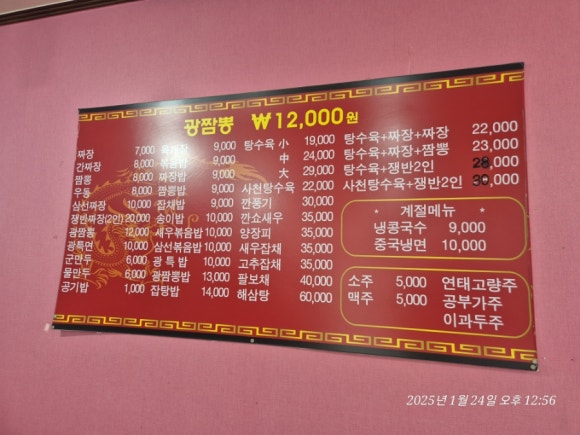 광짬뽕 ₩12,000원
짜장 7,000
간짜장 8,000
짬뽕 8,000
우동 8,000
삼선짜장 10,000
쟁반짜장(2인) 20,000
광짬뽕 12,000
광특면 10,000
군만두 6,000
물만두 6,000
공기밥 1,000
9,000
볶음밥 9,000
짜장밥 9,000
짬뽕밥 9,000
잡채밥 9,000
송이밥 10,000
새우볶음밥 10,000
삼선볶음밥 10,000
광 특 밥 10,000
광짬뽕밥 13,000
잡탕밥 14,000
탕수육 小 19,000
中 24,000
大 29,000
사천탕수육 22,000
깐풍기 35,000
깐쇼새우 35,000
양장피 35,000
새우잡채 35,000
고추잡채 35,000
팔보채 40,000
해삼탕 60,000
탕수육+짜장+짜장 22,000
탕수육+짜장+짬뽕 23,000
탕수육+쟁반2인 28,000
사천탕수육+쟁반2인 30,000
* 계절메뉴 *
냉콩국수 9,000
중국냉면 10,000
소주 5,000 연태고량주
맥주 5,000 공부가주
이과두주
2025년 1월 24일 오후 12:56